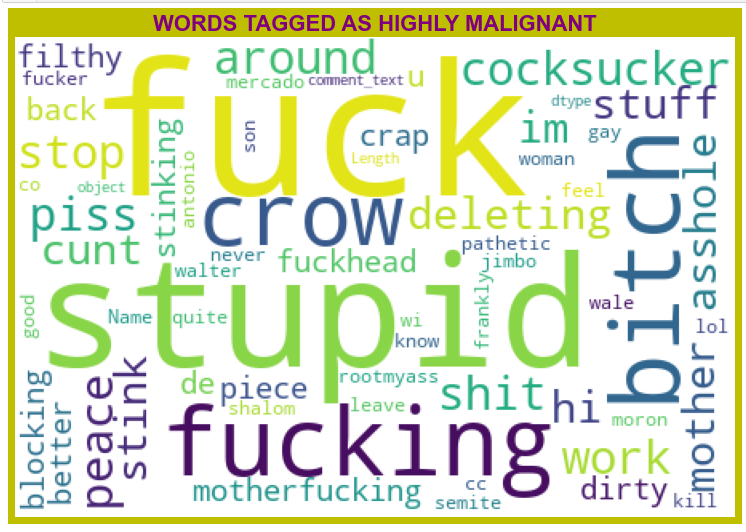 WORDS TAGGED AS HIGHLY MALIGNANT
filthy
around
cocksucker
fucker
mercado
comment_text
u
back
fuck
son
crap
im
dtype
stuff
gay
stop
stinking
antonio
Length
woman
co
object
feel
bitch
asshole
piss
crow
deleting
cunt
never
fuckhead
pathetic
jimbo
walter
frankly
stupid
good
Name
quite
wi
know
wale
lol
rootmyass
de
piece
shit
hi
mother
shalom
leave
moron
blocking
better
peace
stink
fucking
work
motherfucking
cc
semite
dirty
kill